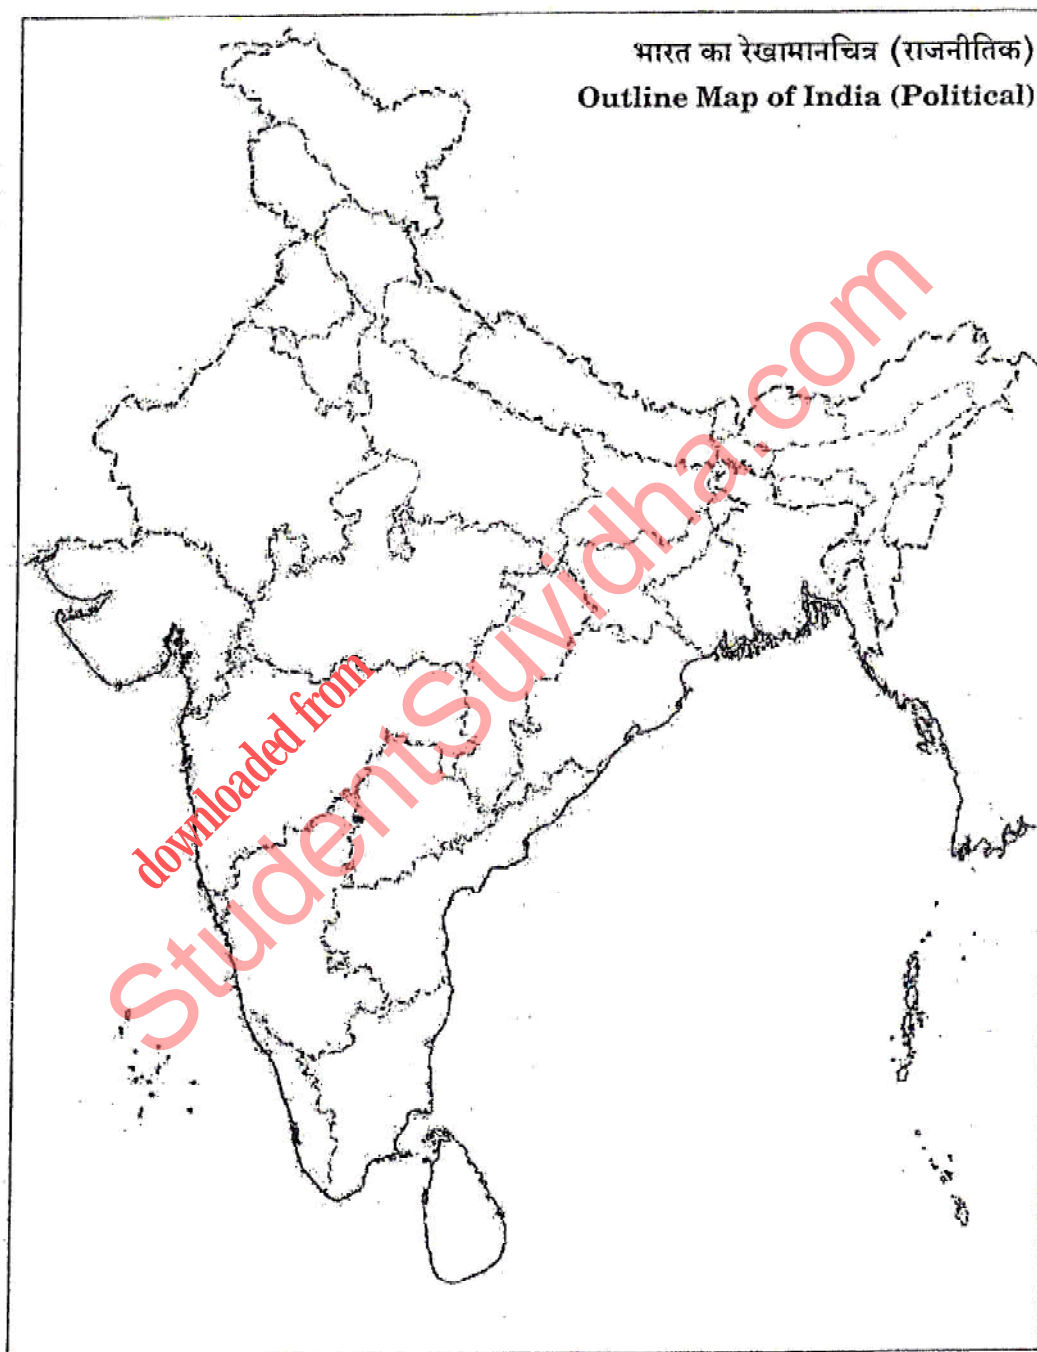 भारत का रेखामानचित्र (राजनीतिक)
Outline Map of India (Political)
downloaded from
StudentSuvidha.com